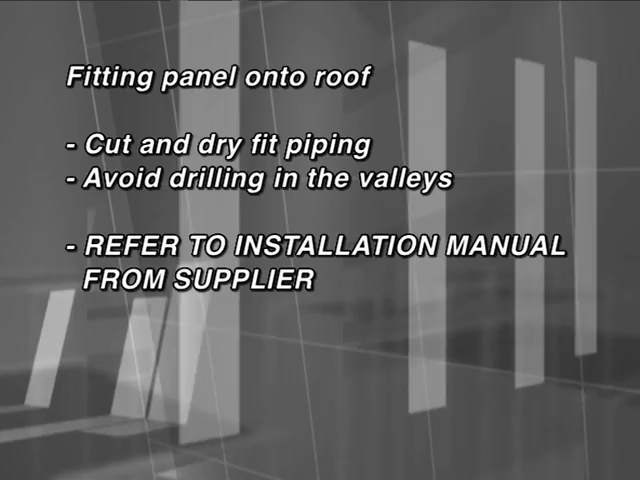 Fitting panel onto roof
- Cut and dry fit piping
- Avoid drilling in the valleys
- REFER TO INSTALLATION MANUAL
FROM SUPPLIER